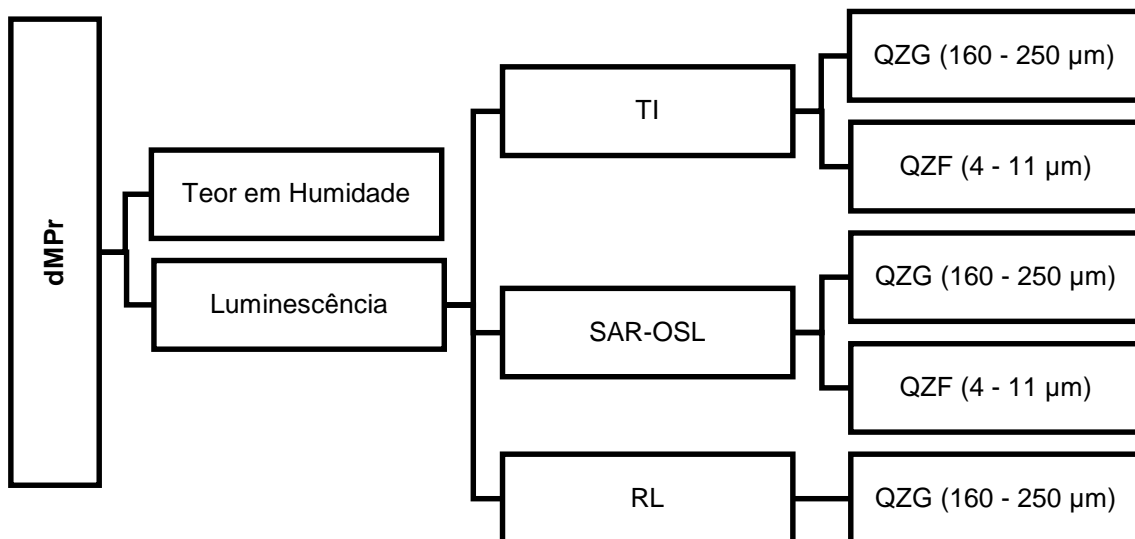 dMPr
Teor em Humidade
Luminescência
TI
SAR-OSL
RL
QZG (160 - 250 µm)
QZF (4 - 11 µm)
QZG (160 - 250 µm)
QZF (4 - 11 µm)
QZG (160 - 250 µm)